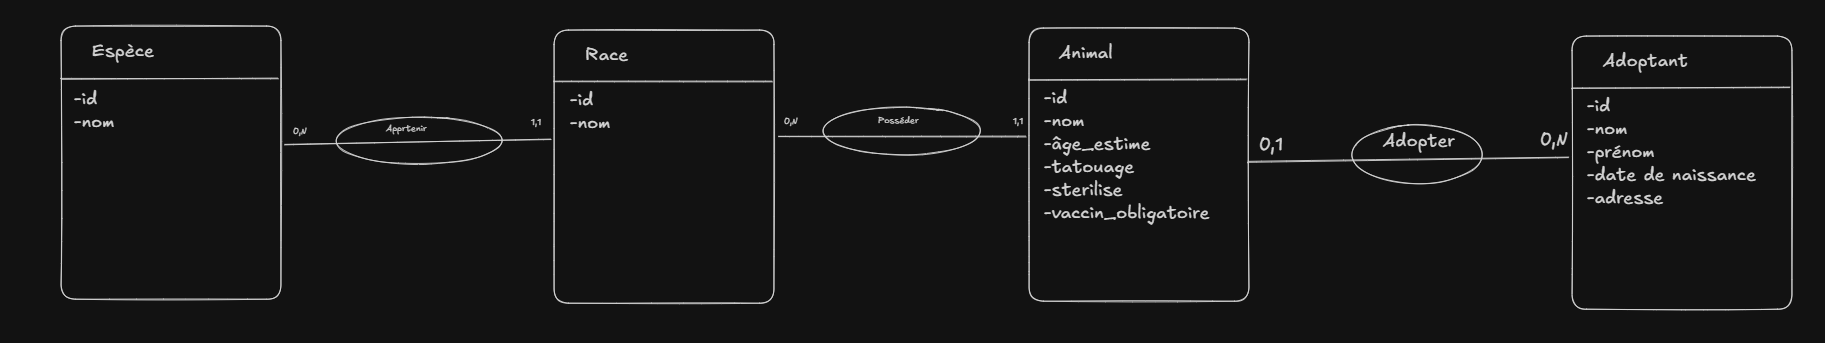 Espèce
-id
-nom
0,N
Apprtenir
1,1
Race
-id
-nom
0,N
Posséder
1,1
Animal
-id
-nom
-âge_estime
-tatouage
-sterilise
-vaccin_obligatoire
0,1
Adopter
0,N
Adoptant
-id
-nom
-prénom
-date de naissance
-adresse